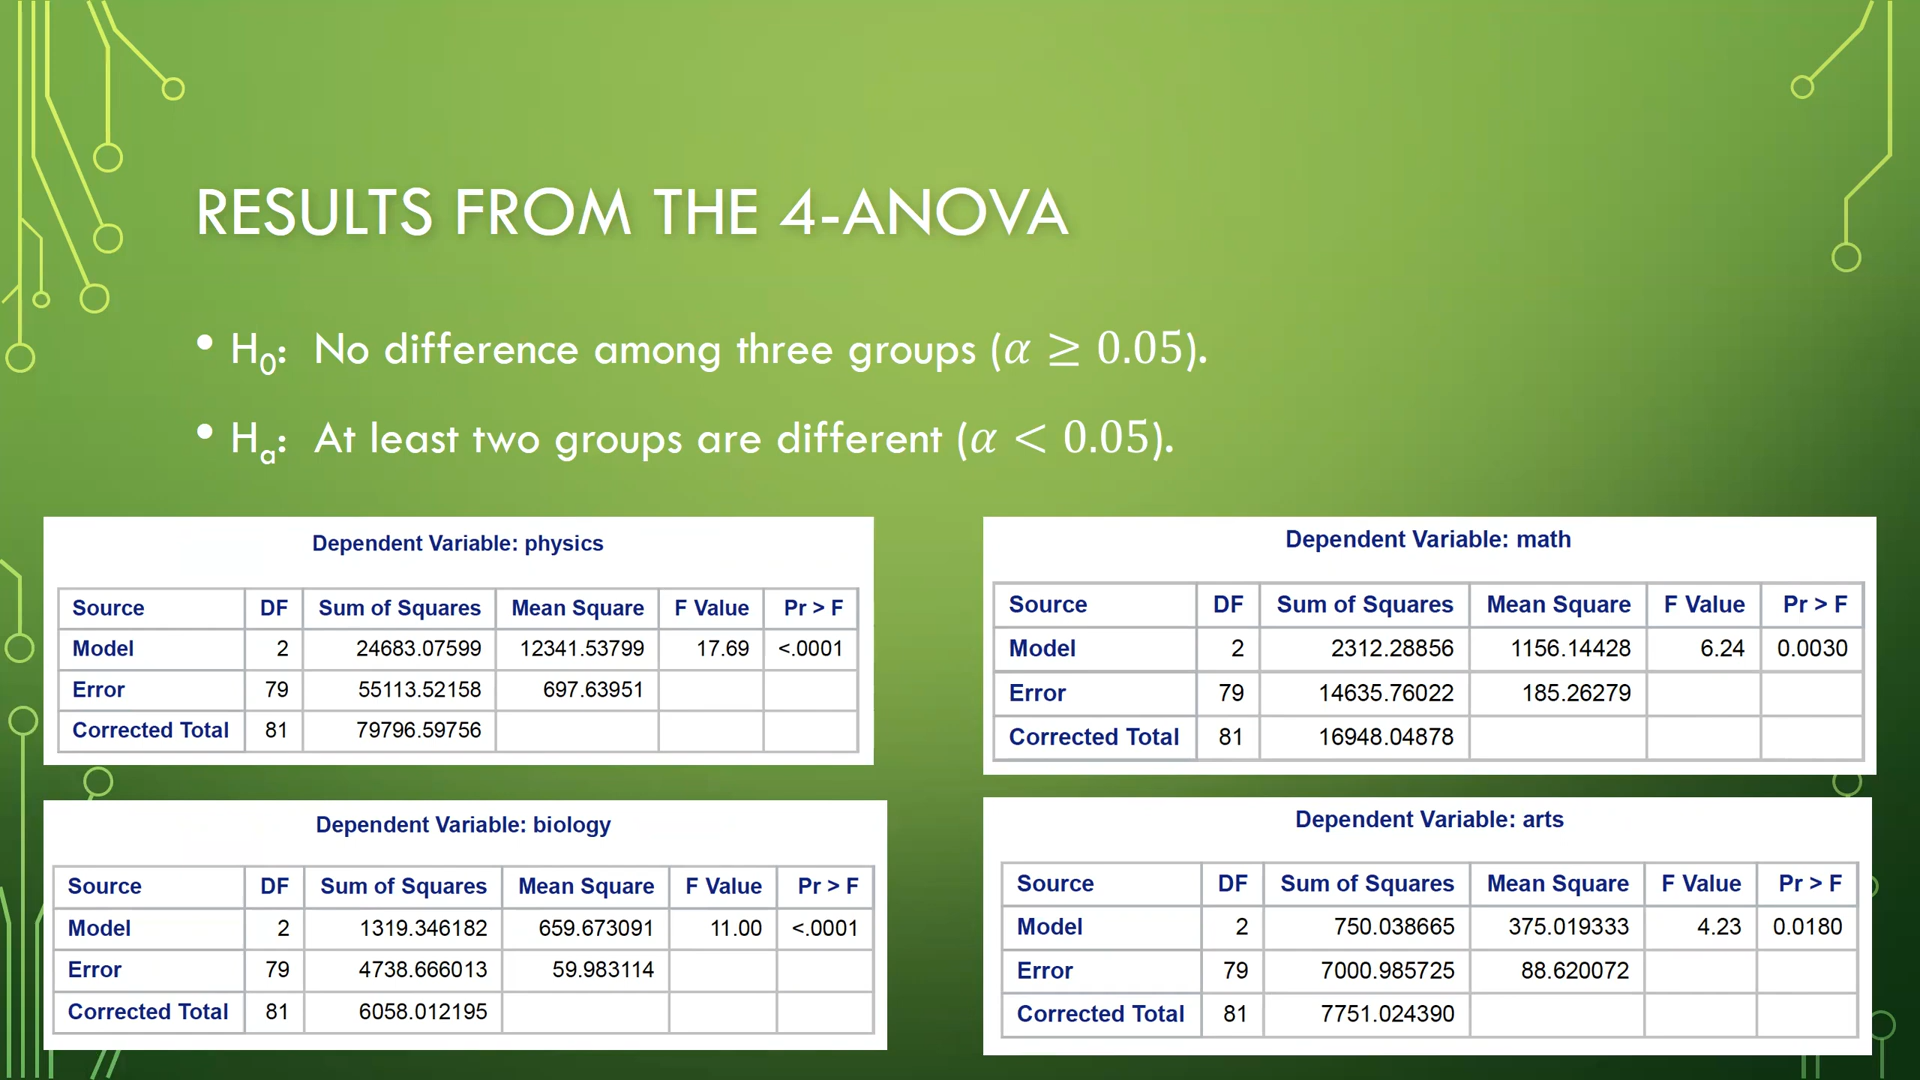 RESULTS FROM THE 4-ANOVA
• H0: No difference among three groups (α ≥ 0.05).
• Ha: At least two groups are different (α < 0.05).
Dependent Variable: physics
Source DF Sum of Squares Mean Square F Value Pr > F
Model 2 24683.07599 12341.53799 17.69 <.0001
Error 79 55113.52158 697.63951
Corrected Total 81 79796.59756
Dependent Variable: math
Source DF Sum of Squares Mean Square F Value Pr > F
Model 2 2312.28856 1156.14428 6.24 0.0030
Error 79 14635.76022 185.26279
Corrected Total 81 16948.04878
Dependent Variable: biology
Source DF Sum of Squares Mean Square F Value Pr > F
Model 2 1319.346182 659.673091 11.00 <.0001
Error 79 4738.666013 59.983114
Corrected Total 81 6058.012195
Dependent Variable: arts
Source DF Sum of Squares Mean Square F Value Pr > F
Model 2 750.038665 375.019333 4.23 0.0180
Error 79 7000.985725 88.620072
Corrected Total 81 7751.024390